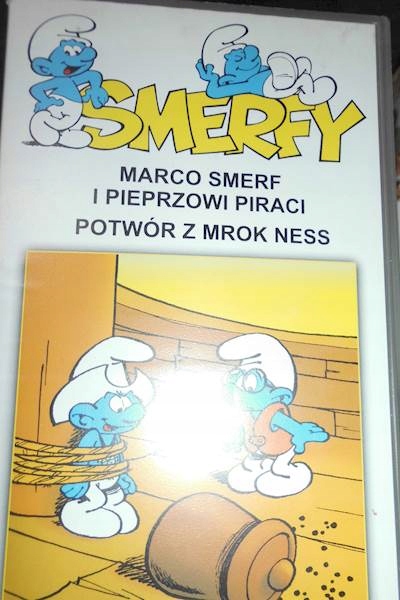 SMERFY
MARCO SMERF
I PIEPRZOWI PIRACI
POTWÓR Z MROK NESS